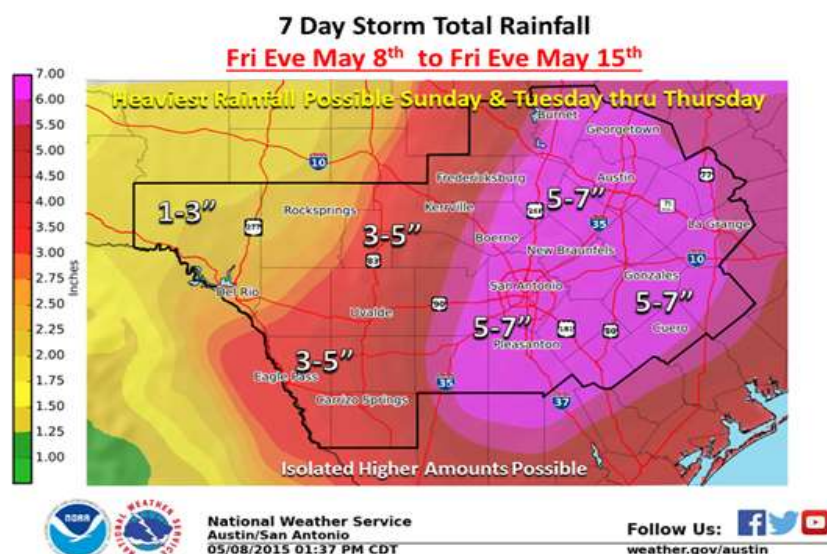 7 Day Storm Total Rainfall
Fri Eve May 8th to Fri Eve May 15th
Heaviest Rainfall Possible Sunday & Tuesday thru Thursday
7.00
6.00
5.50
5.00
4.50
4.00
3.50
3.00
2.75
2.50
2.25
2.00
1.75
1.50
1.25
1.00
Inches
Burnet
Georgetown
10
77
Fredericksburg
Austin
1-3”
Rocksprings
Kerrville
5-7”
277
3-5”
35
La Grange
83
Boerne
New Braunfels
10
Del Rio
San Antonio
Gonzales
90
Uvalde
5-7”
181
5-7”
Cuero
Pleasanton
3-5”
Eagle Pass
35
Carrizo Springs
37
Isolated Higher Amounts Possible
NOAA
NATIONAL WEATHER SERVICE
National Weather Service
Austin/San Antonio
05/08/2015 01:37 PM CDT
Follow Us:
weather.gov/austin